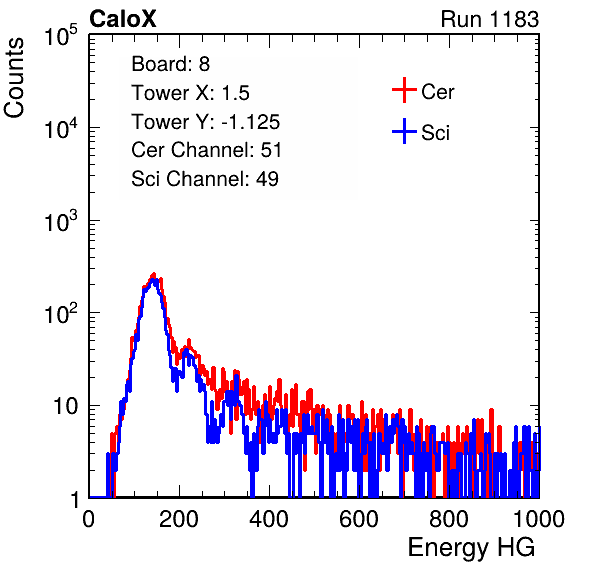 CaloX Run 1183
Counts
Board: 8
Tower X: 1.5
Tower Y: -1.125
Cer Channel: 51
Sci Channel: 49
Cer
Sci
10^5
10^4
10^3
10^2
10
1
0 200 400 600 800 1000
Energy HG